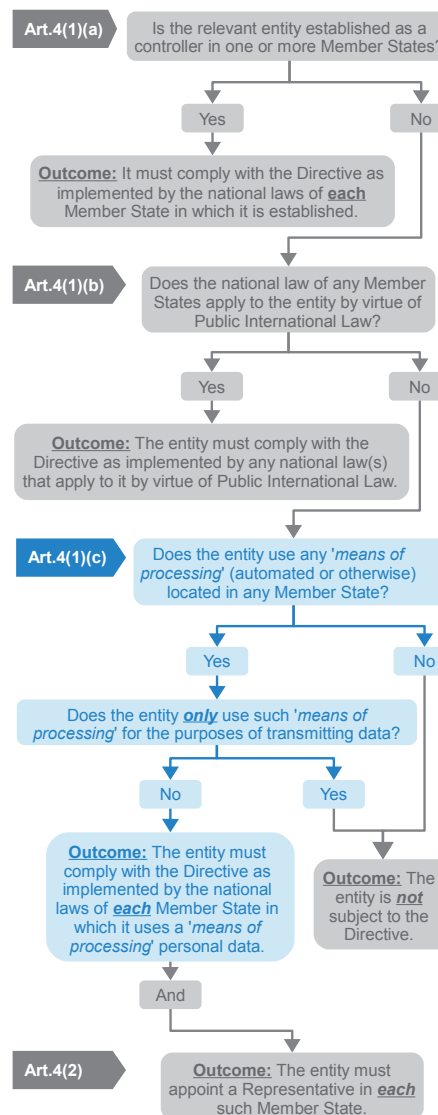 Art.4(1)(a)
Is the relevant entity established as a
controller in one or more Member States?
Yes
No
Outcome: It must comply with the Directive as
implemented by the national laws of each
Member State in which it is established.
Art.4(1)(b)
Does the national law of any Member
States apply to the entity by virtue of
Public International Law?
Yes
No
Outcome: The entity must comply with the
Directive as implemented by any national law(s)
that apply to it by virtue of Public International Law.
Art.4(1)(c)
Does the entity use any 'means of
processing' (automated or otherwise)
located in any Member State?
Yes
No
Does the entity only use such 'means of
processing' for the purposes of transmitting data?
No
Yes
Outcome: The entity must
comply with the Directive as
implemented by the national
laws of each Member State in
which it uses a 'means of
processing' personal data.
Outcome: The
entity is not
subject to the
Directive.
And
Art.4(2)
Outcome: The entity must
appoint a Representative in each
such Member State.